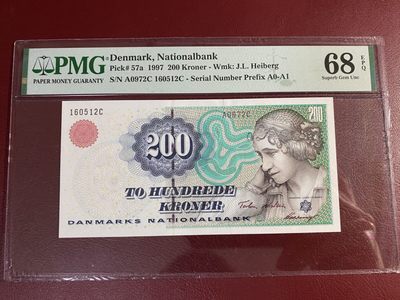 PMG
PAPER MONEY GUARANTY
Denmark, Nationalbank
Pick# 57a 1997 200 Kroner - Wmk: J.L. Heiberg
S/N A0972C 160512C - Serial Number Prefix A0-A1
68 EPQ
Superb Gem Unc
160512C
A0972C
200
200
TO HUNDREDE
KRONER
DANMARKS NATIONALBANK